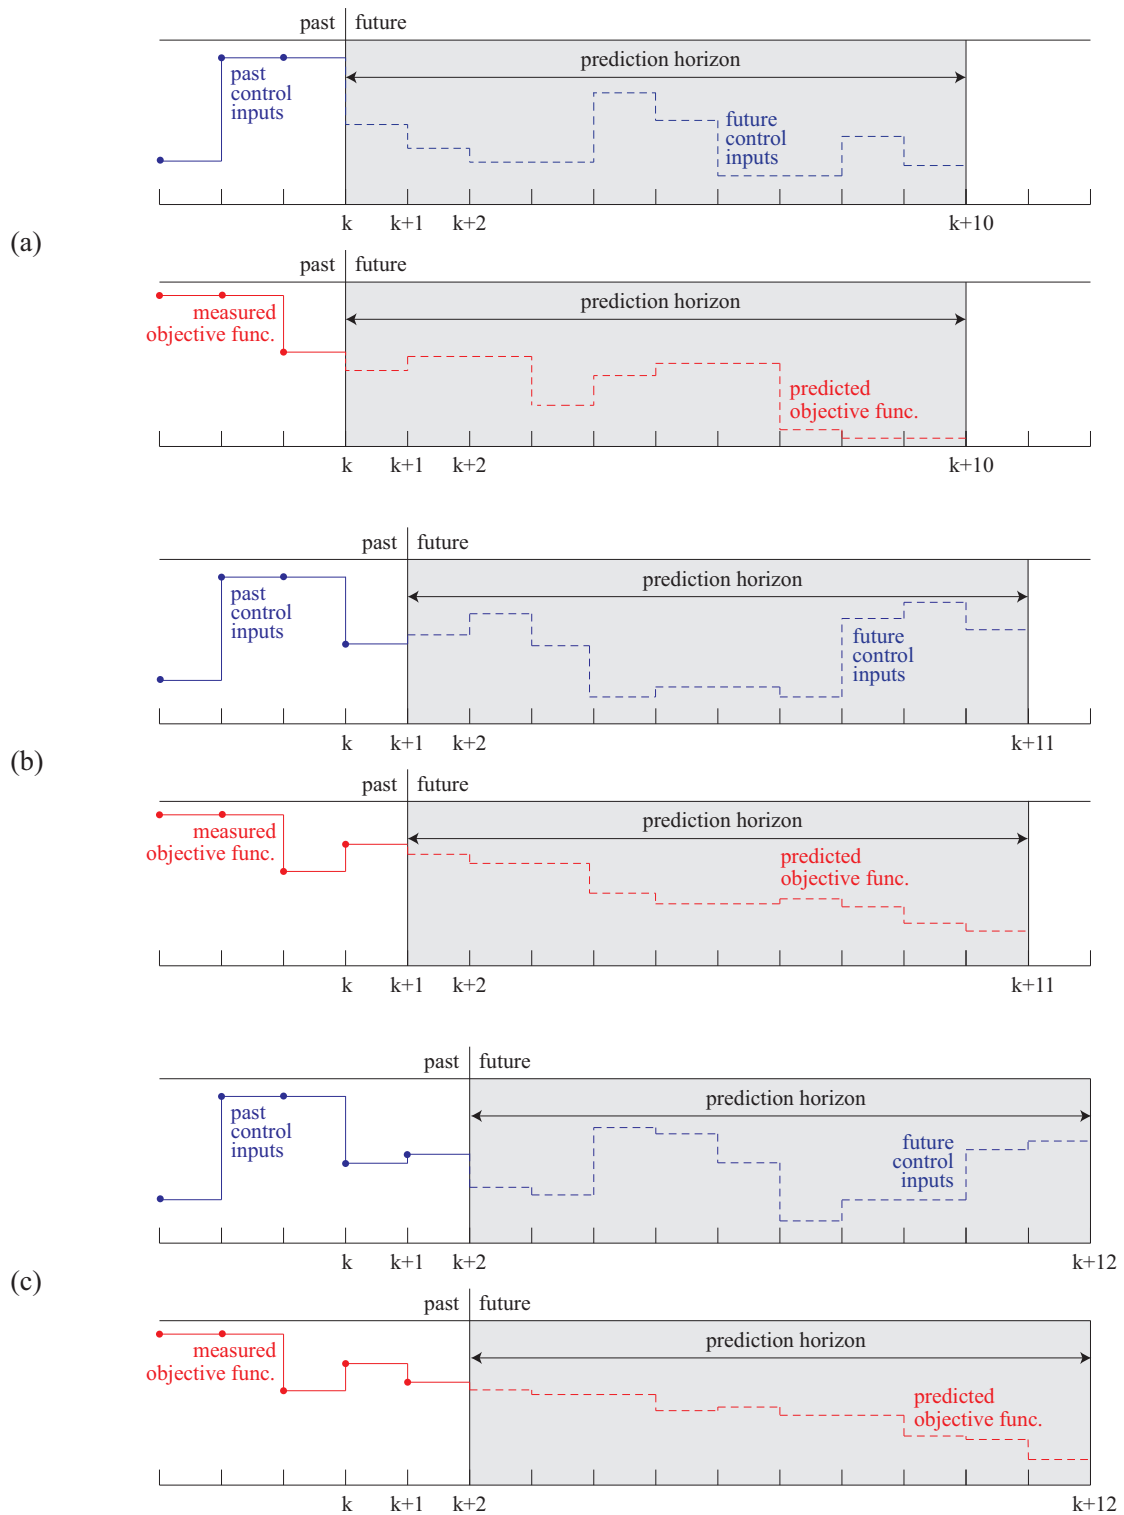 past future
prediction horizon
past
control
inputs
future
control
inputs
k k+1 k+2 k+10
(a)
past future
prediction horizon
measured
objective func.
predicted
objective func.
k k+1 k+2 k+10
past future
prediction horizon
past
control
inputs
future
control
inputs
k k+1 k+2 k+11
(b)
past future
prediction horizon
measured
objective func.
predicted
objective func.
k k+1 k+2 k+11
past future
prediction horizon
past
control
inputs
future
control
inputs
k k+1 k+2 k+12
(c)
past future
prediction horizon
measured
objective func.
predicted
objective func.
k k+1 k+2 k+12